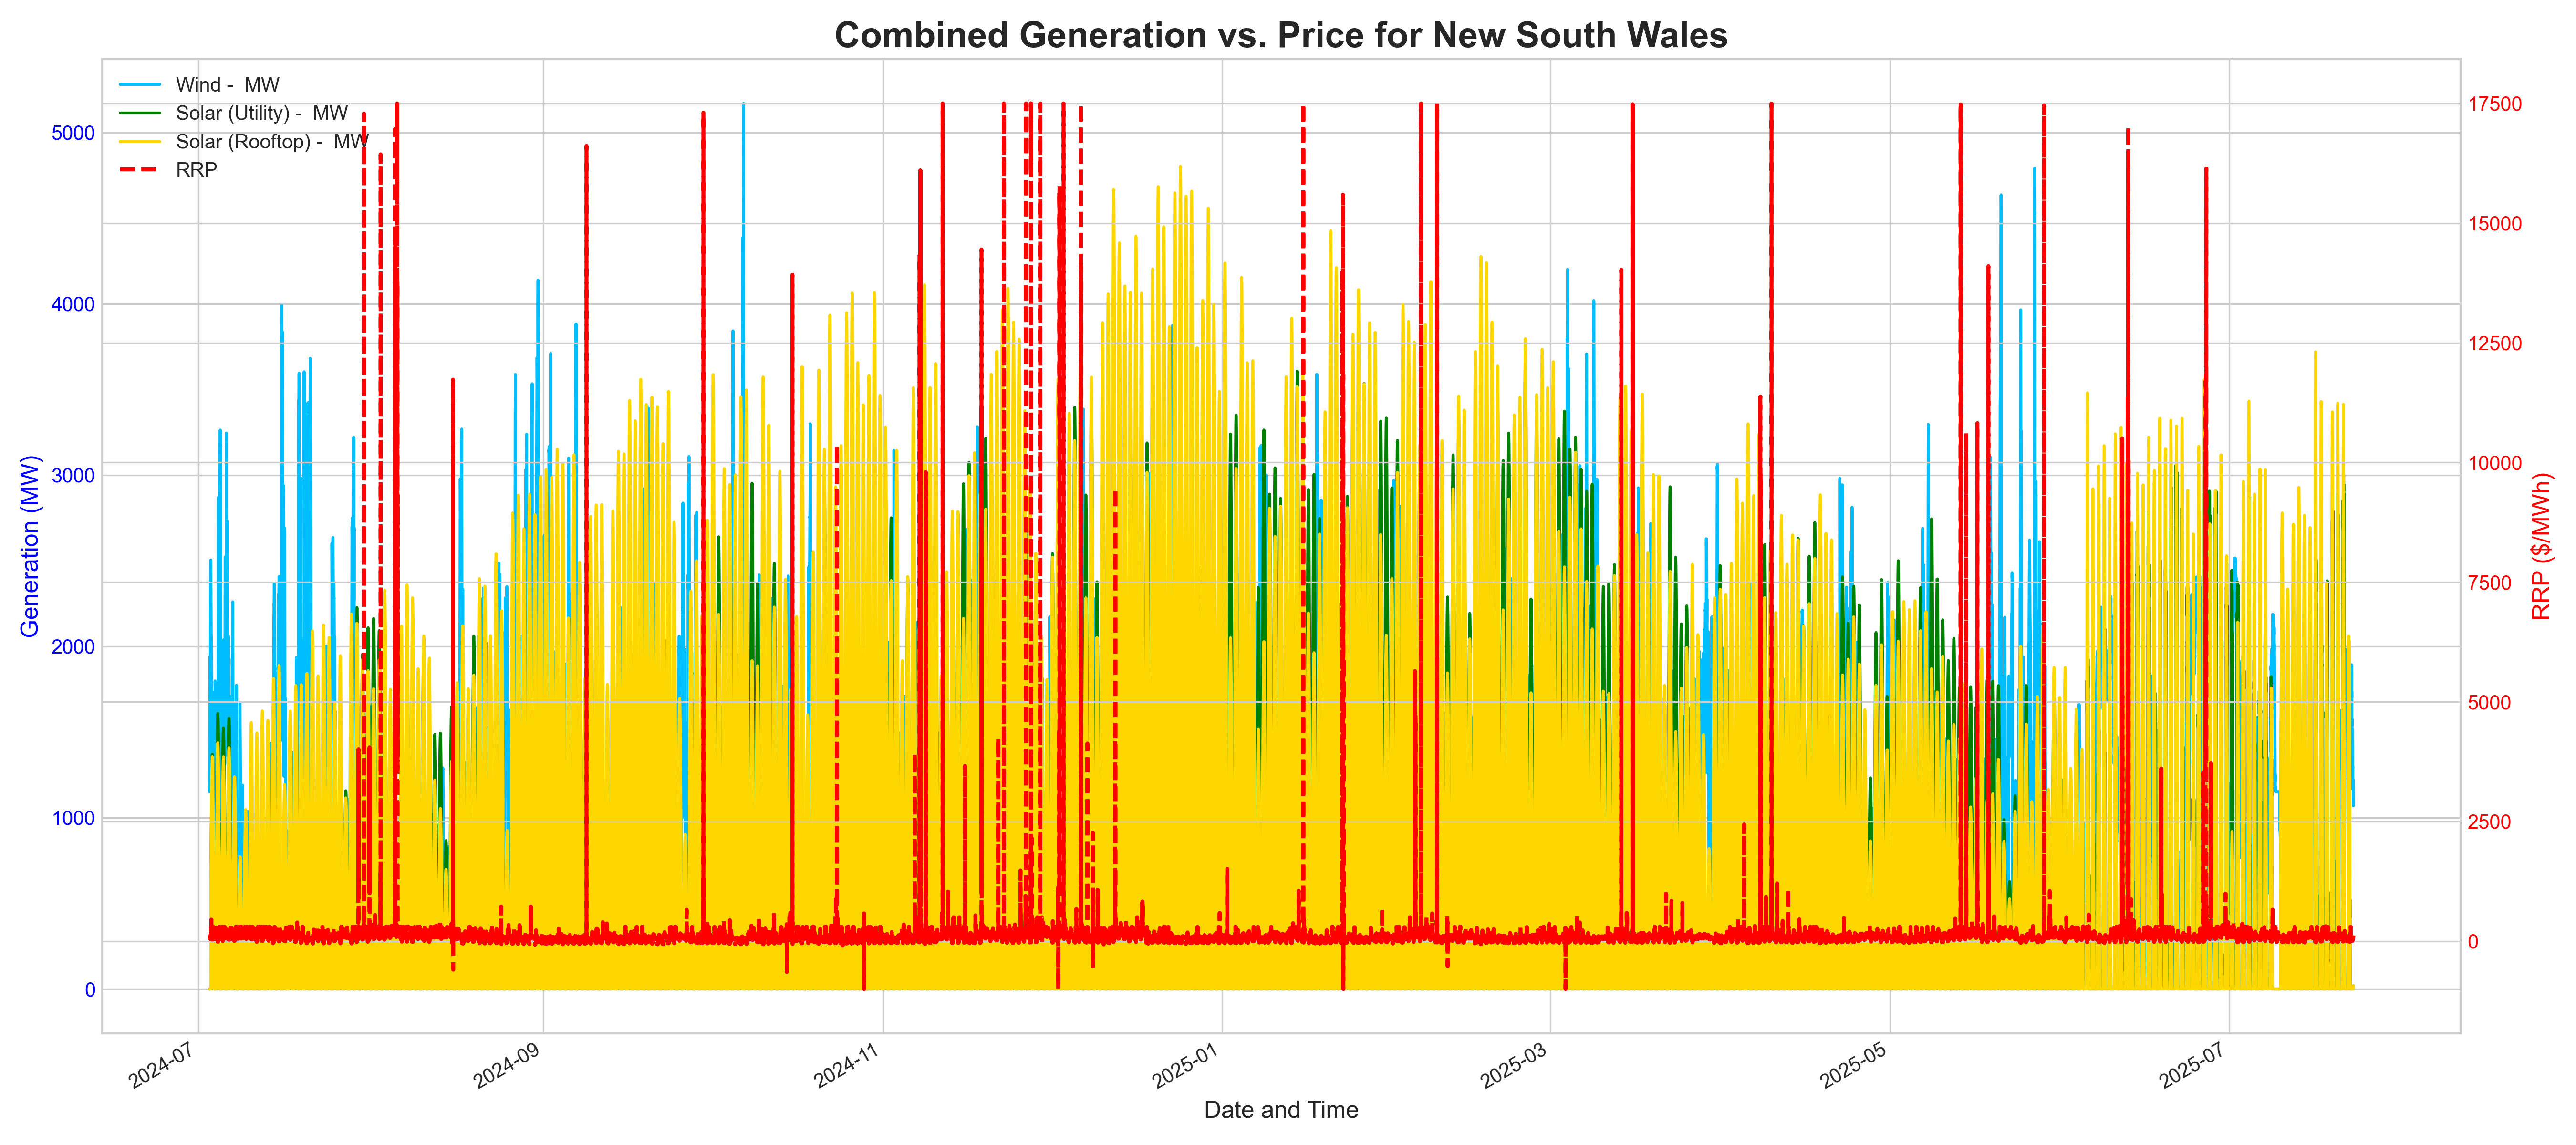 Combined Generation vs. Price for New South Wales
Wind -  MW
Solar (Utility) -  MW
Solar (Rooftop) -  MW
RRP
Generation (MW)
5000
4000
3000
2000
1000
0
17500
15000
12500
10000
7500
5000
2500
0
RRP ($/MWh)
2024-07
2024-09
2024-11
2025-01
2025-03
2025-05
2025-07
Date and Time